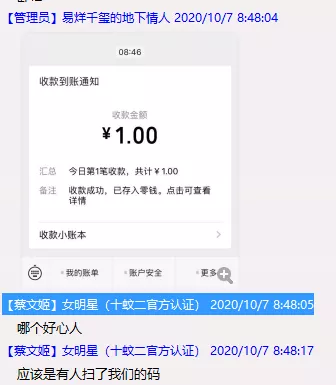 【管理员】易烊千玺的地下情人 2020/10/7 8:48:04
08:46
收款到账通知
收款金额
¥1.00
汇总 今日第1笔收款，共计￥1.00
备注 收款成功，已存入零钱。点击可查看
详情
收款小账本
我的账单 账户安全 更多
【蔡文姬】女明星（十蚊二官方认证） 2020/10/7 8:48:05
哪个好心人
【蔡文姬】女明星（十蚊二官方认证） 2020/10/7 8:48:17
应该是有人扫了我们的码